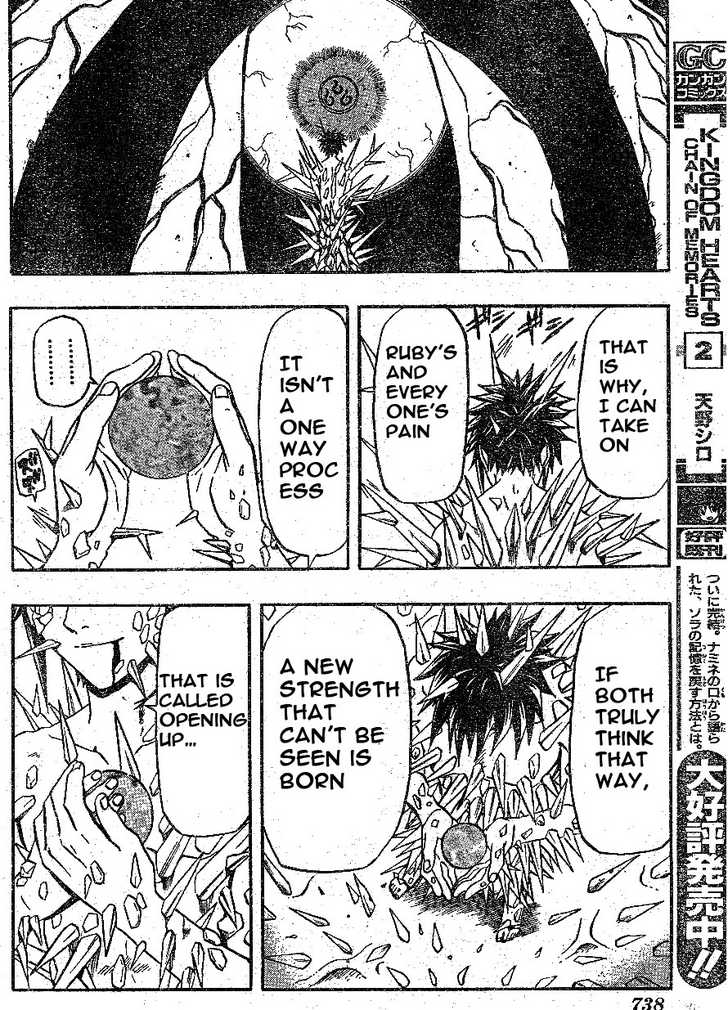 THAT
IS
WHY,
I CAN
TAKE
ON
RUBY'S
AND
EVERY
ONE'S
PAIN
IT
ISN'T
A
ONE
WAY
PROC
ESS
IF
BOTH
TRULY
THINK
THAT
WAY,
A NEW
STRENGTH
THAT
CAN'T BE
SEEN IS
BORN
THAT IS
CALLED
OPENING
UP...
738
GC
ガンガン
コミックス
KINGDOM HEARTS
CHAIN OF MEMORIES
2
天野シロ
好評
既刊
ついに完結。ナミネの口から語ら
れた、ソラの記憶を戻す方法とは。
大好評発売中!!